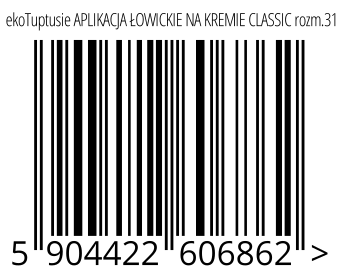 ekoTuptusie APLIKACJA ŁOWICKIE NA KREMIE CLASSIC rozm.31
5 904422 606862 >